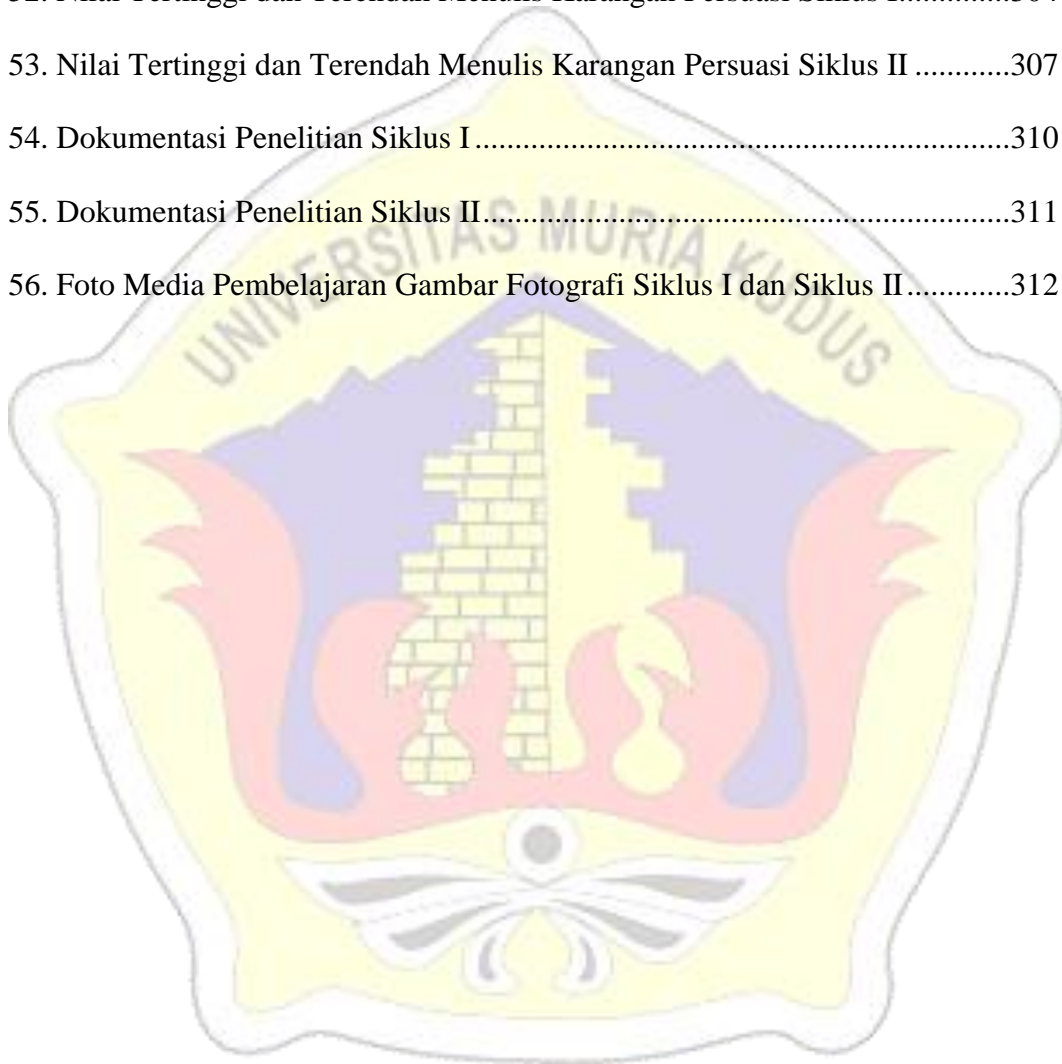 53. Nilai Tertinggi dan Terendah Menulis Karangan Persuasi Siklus II ............307
54. Dokumentasi Penelitian Siklus I ........................................................................310
55. Dokumentasi Penelitian Siklus II.......................................................................311
56. Foto Media Pembelajaran Gambar Fotografi Siklus I dan Siklus II.............312
UNIVERSITAS MURIA KUDUS